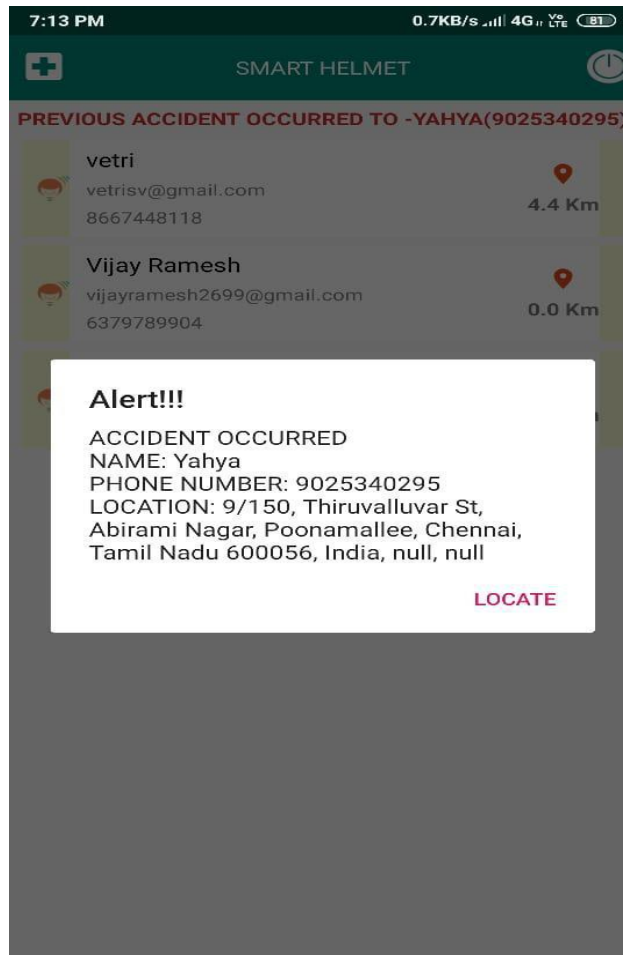 7:13 PM 0.7KB/s 4G Vo LTE 81
SMART HELMET
PREVIOUS ACCIDENT OCCURRED TO -YAHYA(9025340295)
vetri
vetrisv@gmail.com
8667448118
4.4 Km
Vijay Ramesh
vijayramesh2699@gmail.com
6379789904
0.0 Km
Alert!!!
ACCIDENT OCCURRED
NAME: Yahya
PHONE NUMBER: 9025340295
LOCATION: 9/150, Thiruvalluvar St,
Abirami Nagar, Poonamallee, Chennai,
Tamil Nadu 600056, India, null, null
LOCATE